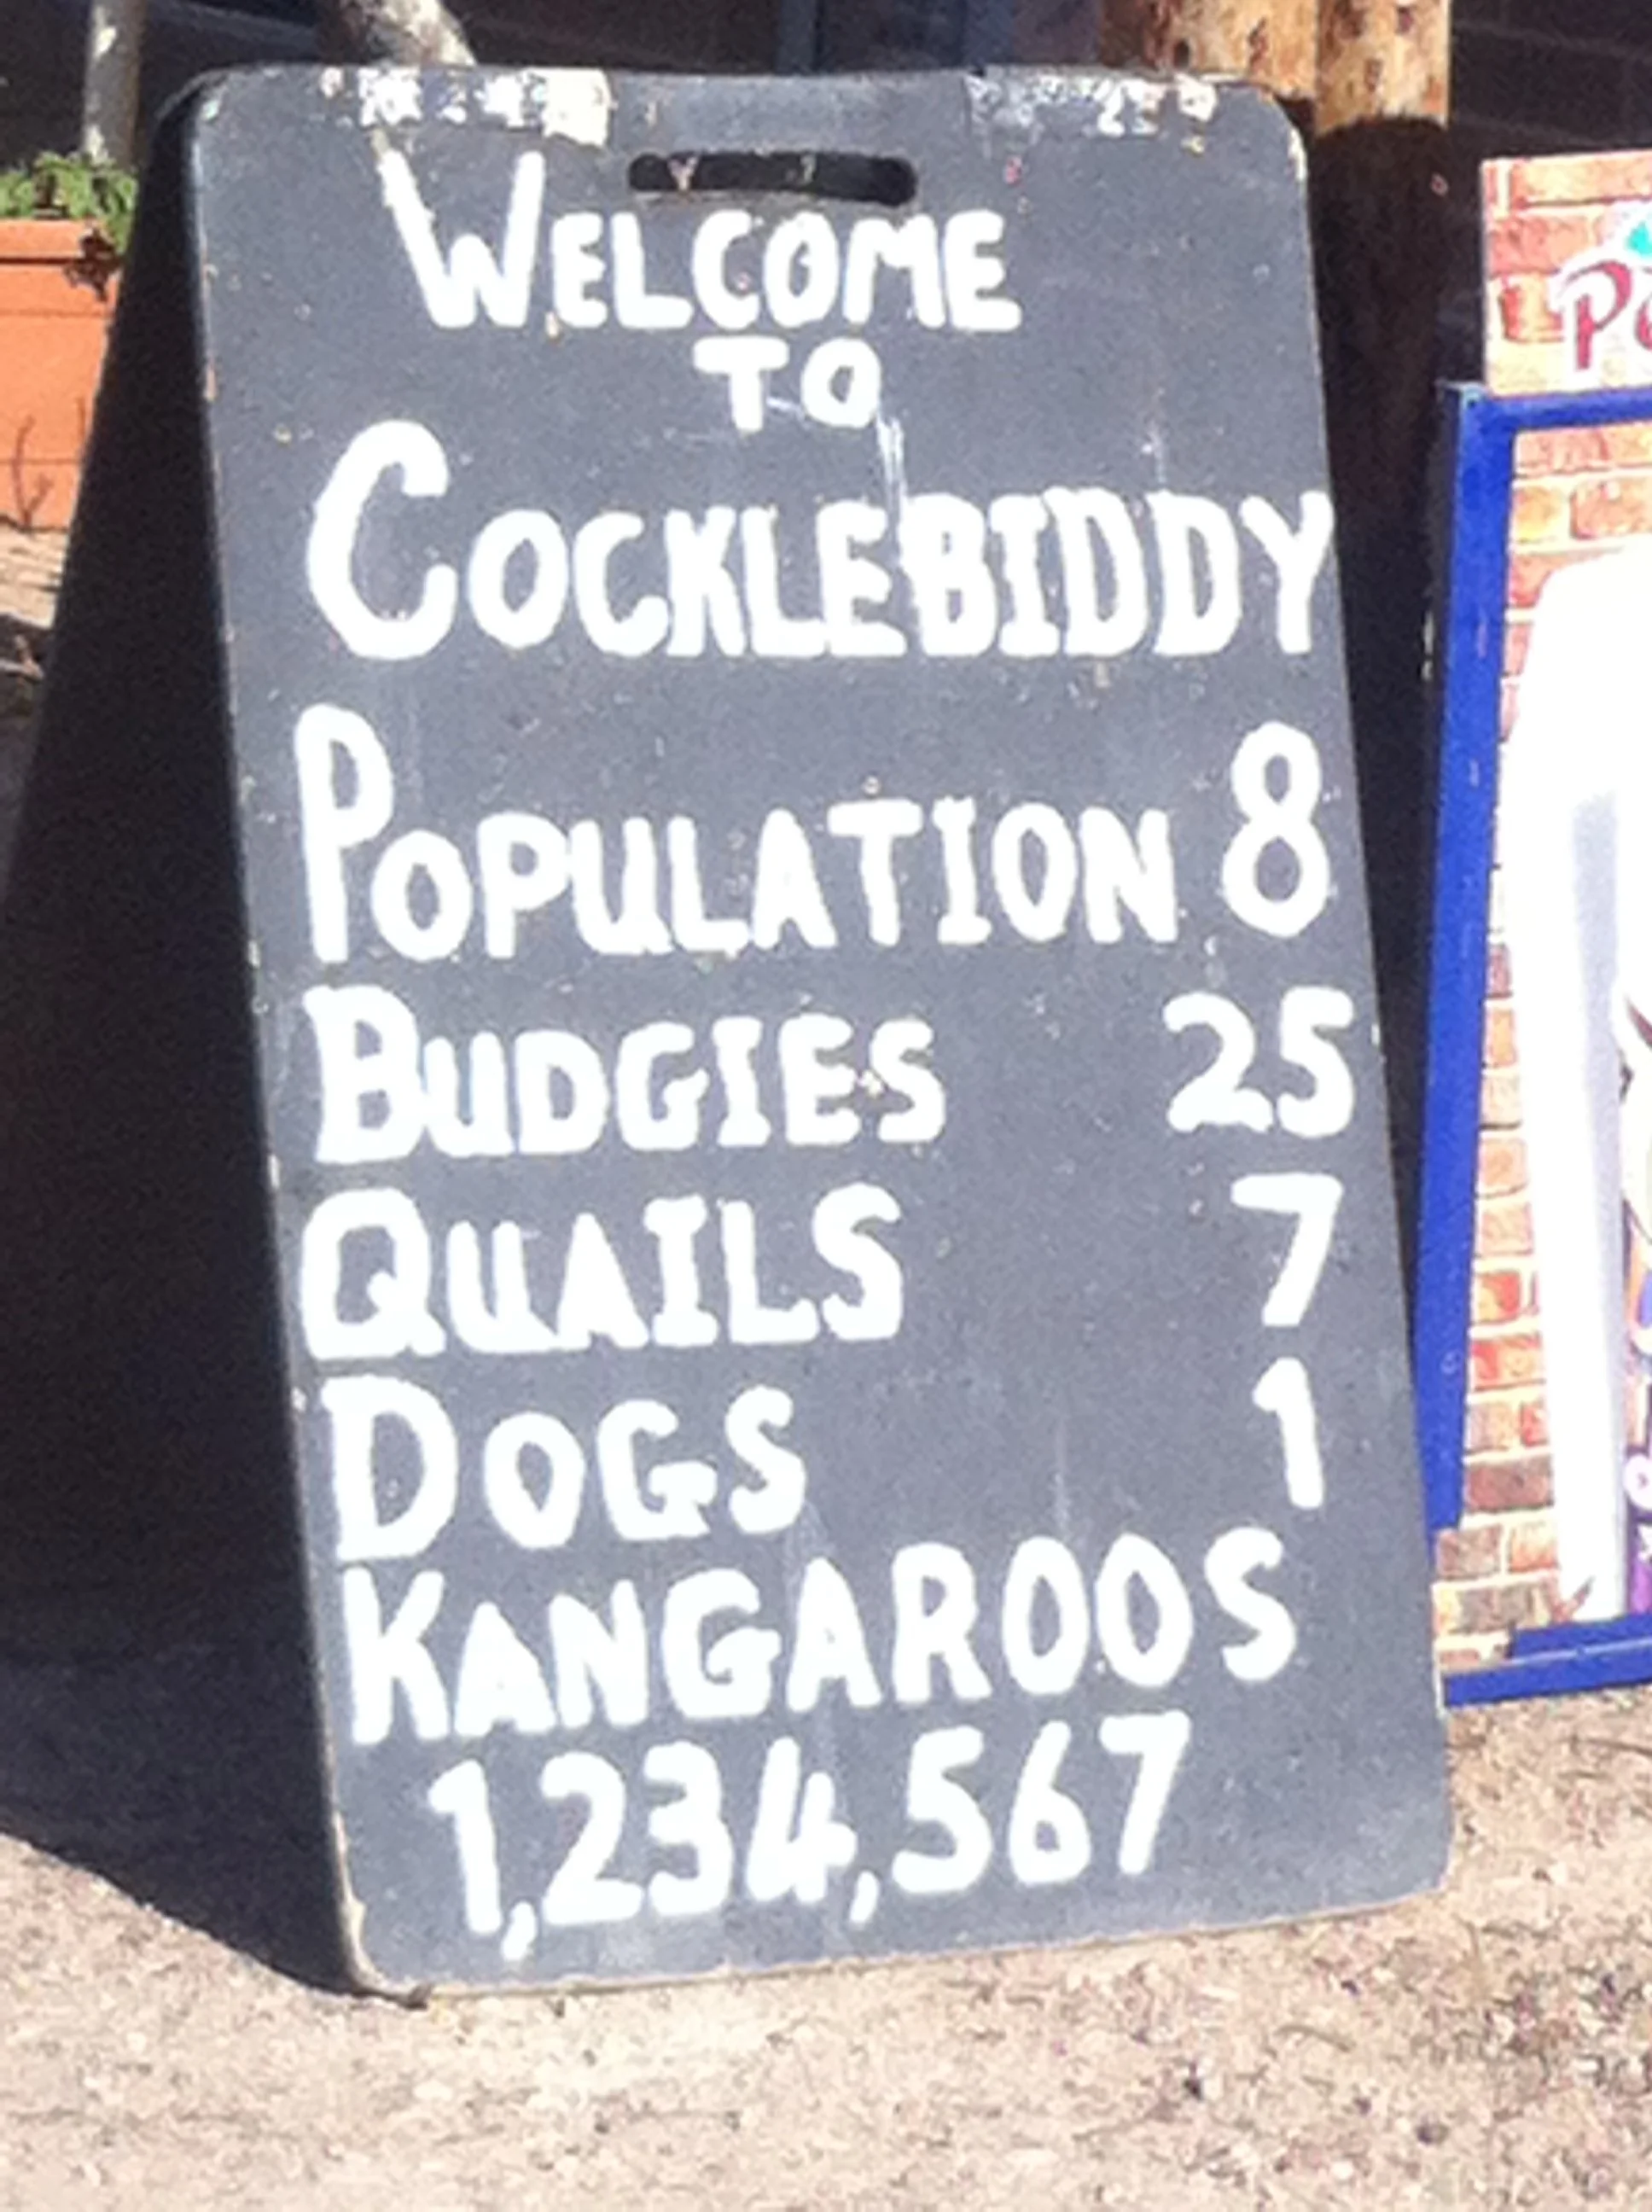 WELCOME
TO
COCKLEBIDDY
POPULATION 8
BUDGIES 25
QUAILS 7
DOGS 1
KANGAROOS
1,234,567